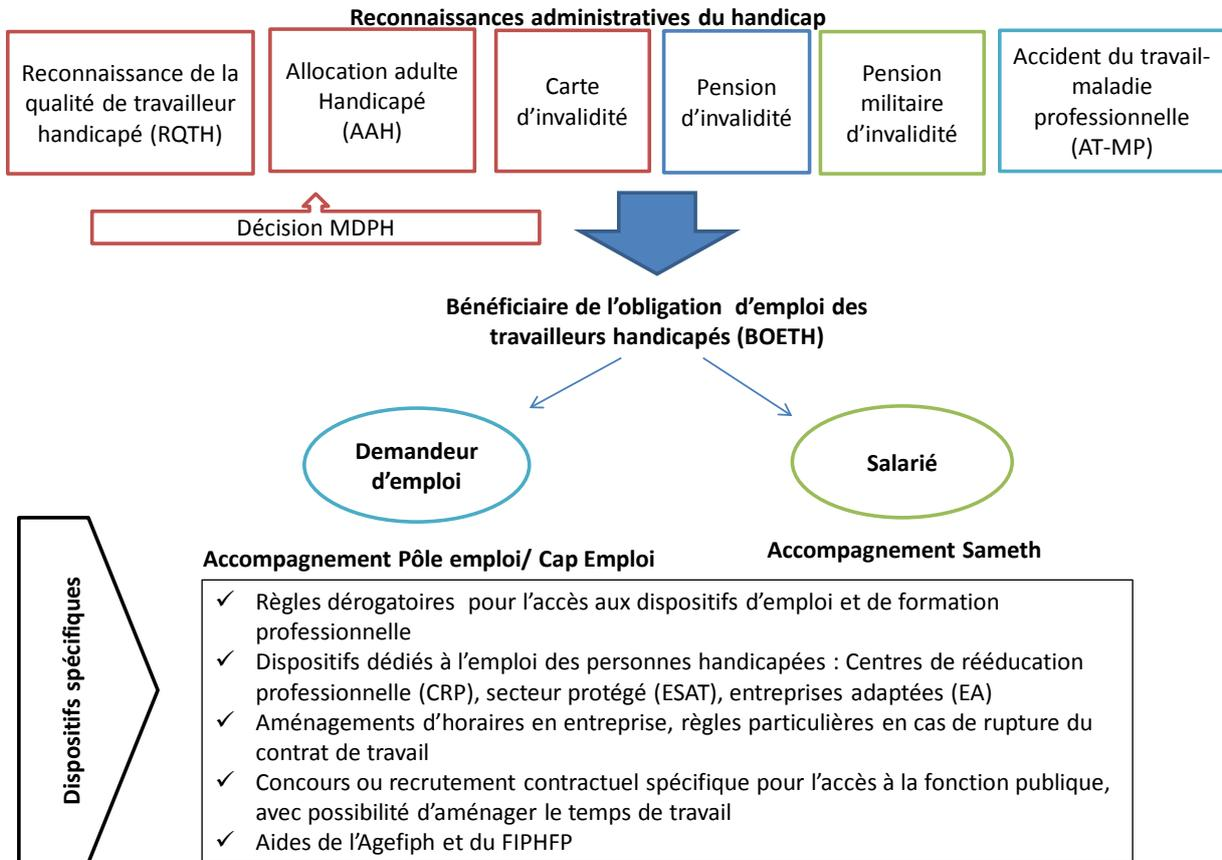 Reconnaissances administratives du handicap
Reconnaissance de la
qualité de travailleur
handicapé (RQTH)
Allocation adulte
Handicapé
(AAH)
Carte
d’invalidité
Pension
d’invalidité
Pension
militaire
d’invalidité
Accident du travail-
maladie
professionnelle
(AT-MP)
Décision MDPH
Bénéficiaire de l’obligation d’emploi des
travailleurs handicapés (BOETH)
Demandeur
d’emploi
Salarié
Accompagnement Pôle emploi/ Cap Emploi
Accompagnement Sameth
Dispositifs spécifiques
✓ Règles dérogatoires pour l’accès aux dispositifs d’emploi et de formation
professionnelle
✓ Dispositifs dédiés à l’emploi des personnes handicapées : Centres de rééducation
professionnelle (CRP), secteur protégé (ESAT), entreprises adaptées (EA)
✓ Aménagements d’horaires en entreprise, règles particulières en cas de rupture du
contrat de travail
✓ Concours ou recrutement contractuel spécifique pour l’accès à la fonction publique,
avec possibilité d’aménager le temps de travail
✓ Aides de l’Agefiph et du FIPHFP